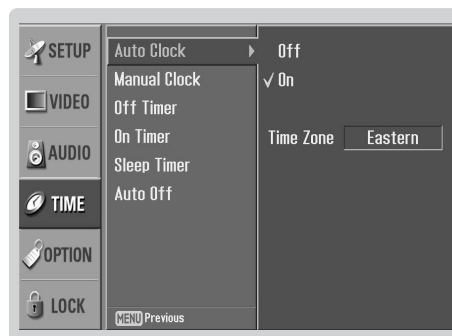 SETUP
VIDEO
AUDIO
TIME
OPTION
LOCK
Auto Clock
Manual Clock
Off Timer
On Timer
Sleep Timer
Auto Off
MENU Previous
Off
✓ On
Time Zone Eastern